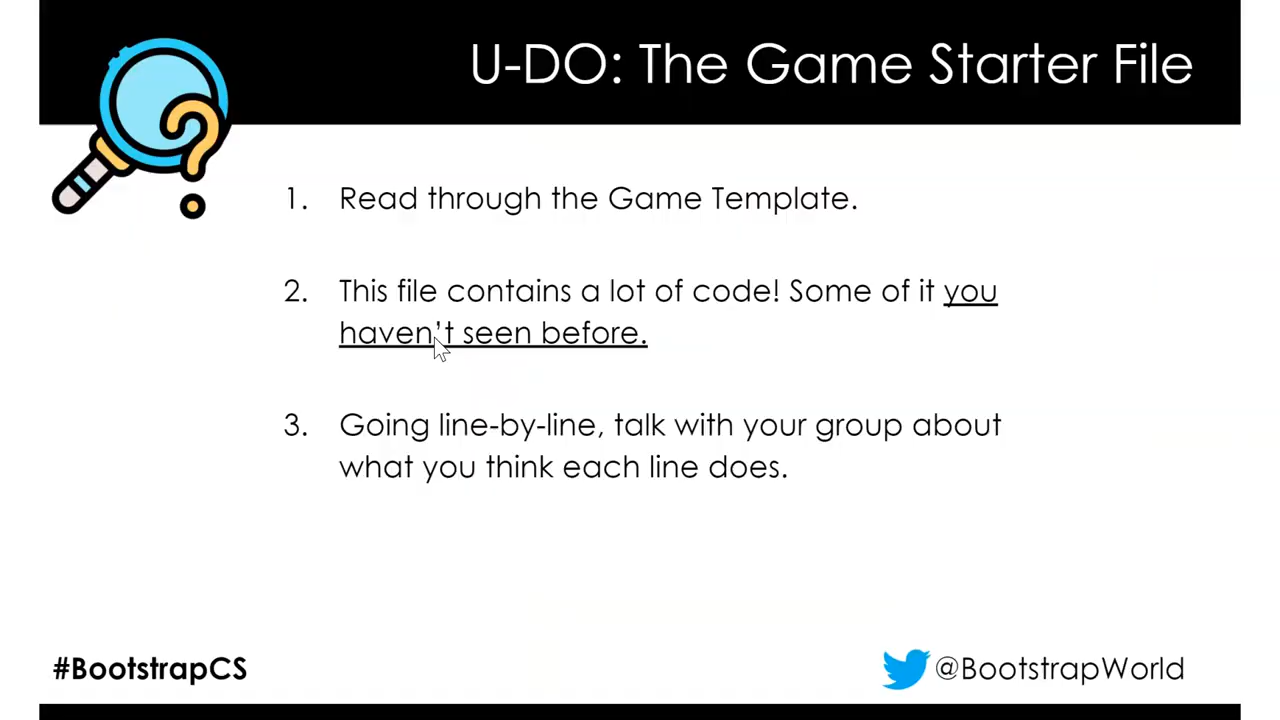 U-DO: The Game Starter File
1. Read through the Game Template.
2. This file contains a lot of code! Some of it you
haven't seen before.
3. Going line-by-line, talk with your group about
what you think each line does.
#BootstrapCS
@BootstrapWorld